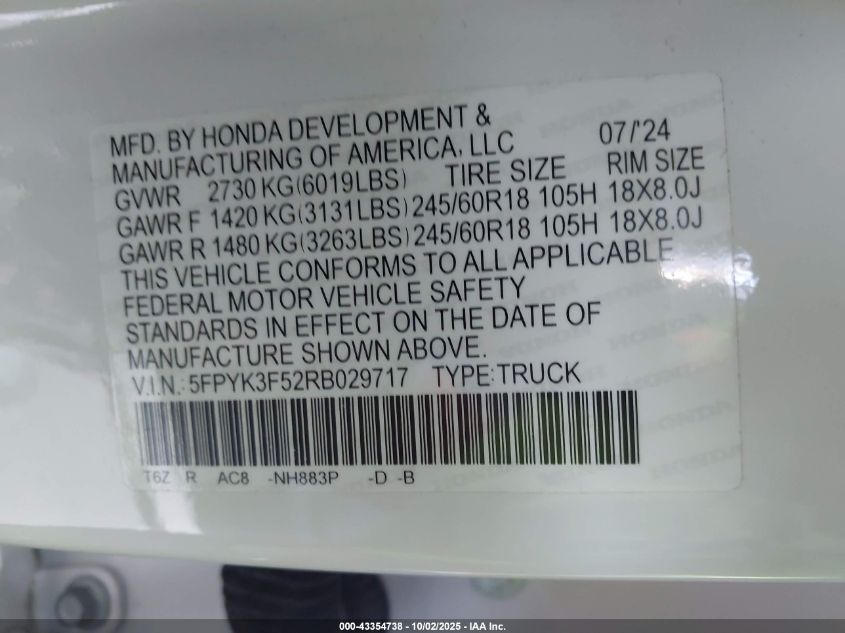 MFD. BY HONDA DEVELOPMENT & 07/'24
MANUFACTURING OF AMERICA, LLC
GVWR 2730 KG(6019LBS) TIRE SIZE RIM SIZE
GAWR F 1420 KG(3131LBS) 245/60R18 105H 18X8.0J
GAWR R 1480 KG(3263LBS) 245/60R18 105H 18X8.0J
THIS VEHICLE CONFORMS TO ALL APPLICABLE
FEDERAL MOTOR VEHICLE SAFETY
STANDARDS IN EFFECT ON THE DATE OF
MANUFACTURE SHOWN ABOVE.
V.I.N.: 5FPYK3F52RB029717 TYPE:TRUCK
T6Z R AC8 -NH883P -D -B
000-43354738 - 10/02/2025 - IAA Inc.